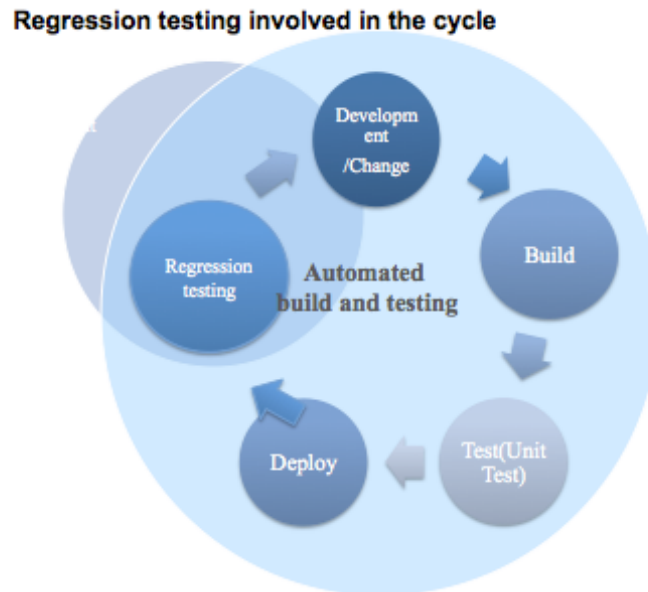 Regression testing involved in the cycle
Developm
ent
/Change
Build
Regression
testing
Automated
build and testing
Test(Unit
Test)
Deploy